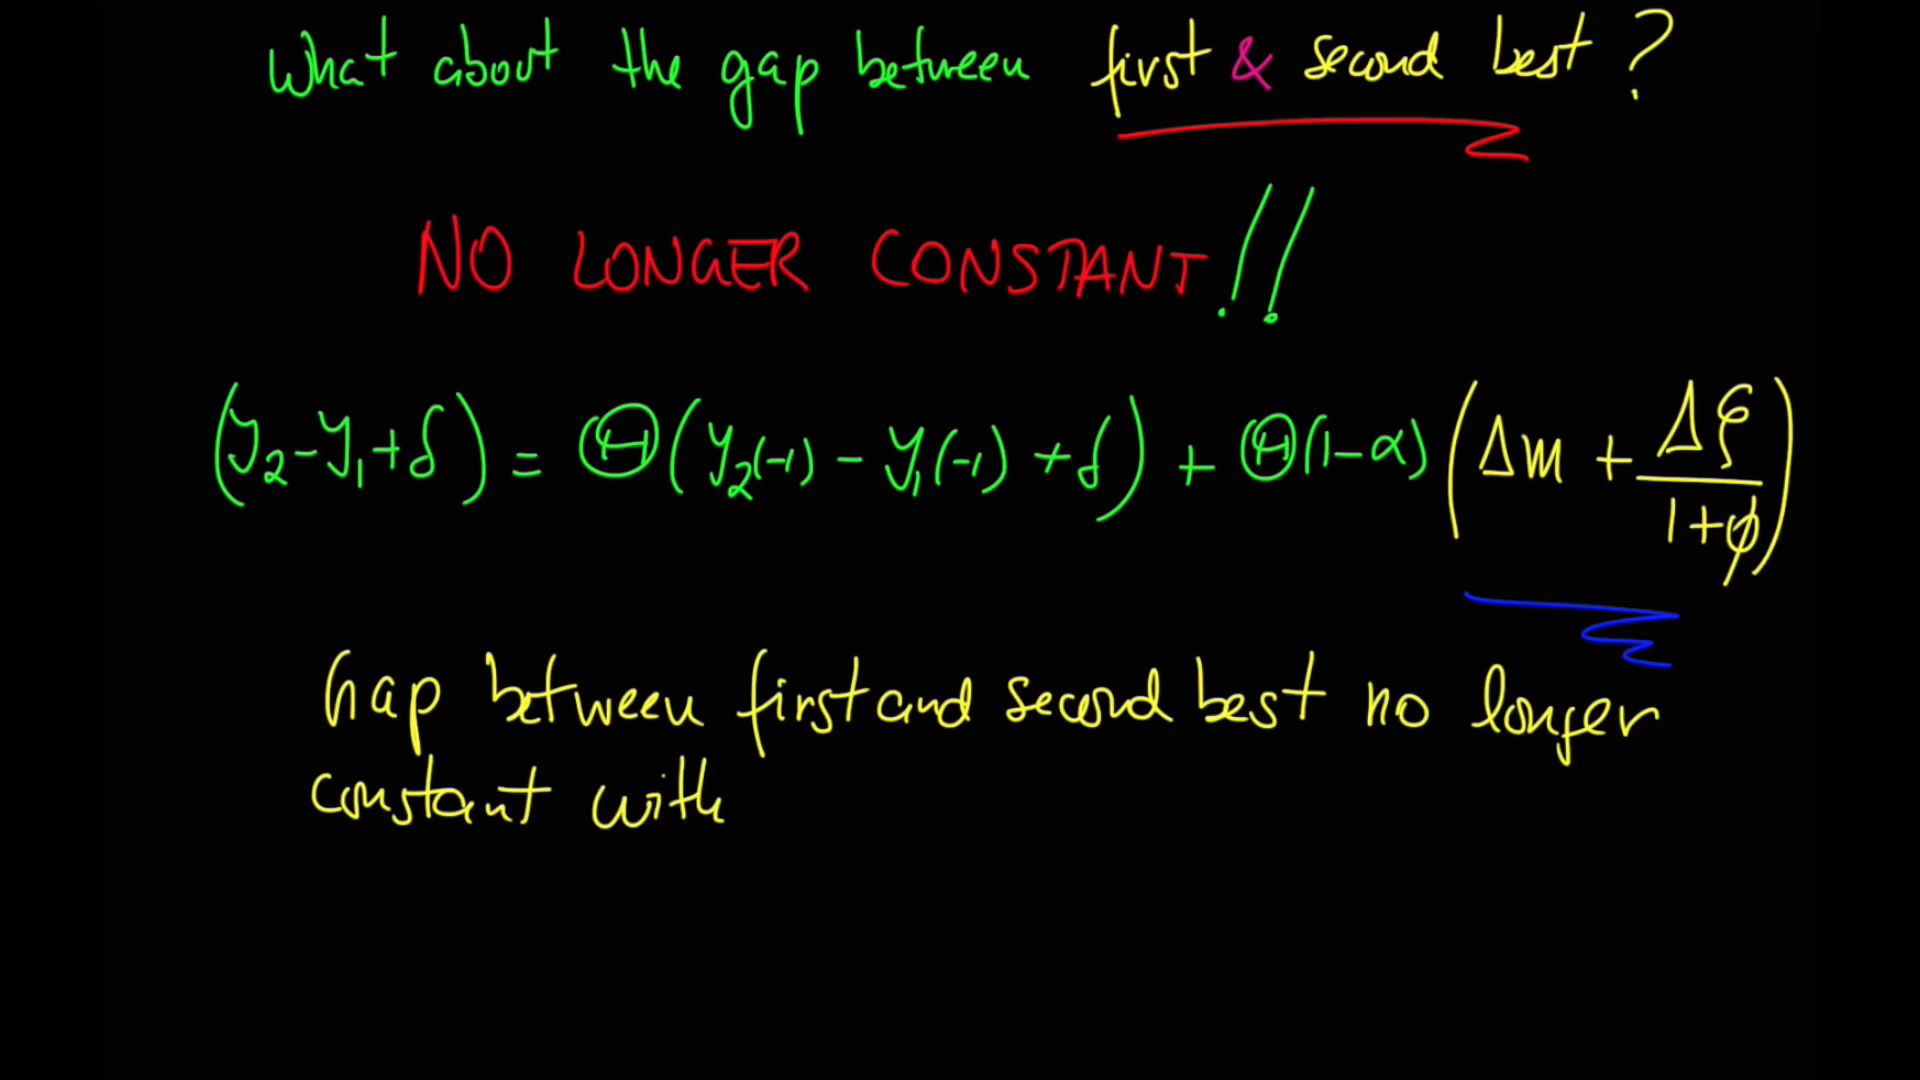 What about the gap between first & second best?
NO LONGER CONSTANT!!
(y₂-y₁+δ) = Θ(y₂(-1) - y₁(-1) + δ) + Θ(1-α)(Δm + Δξ/(1+φ))
Gap between first and second best no longer
constant with